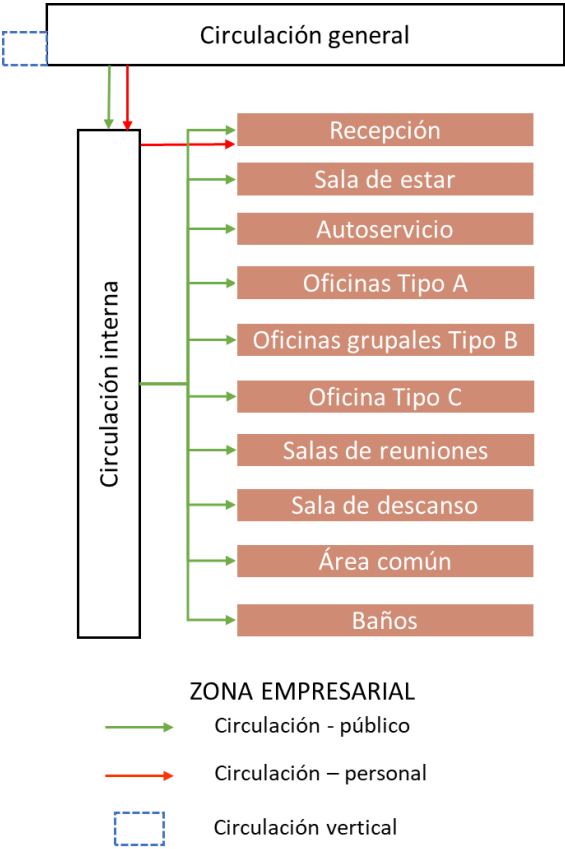 Circulación general
Circulación interna
Recepción
Sala de estar
Autoservicio
Oficinas Tipo A
Oficinas grupales Tipo B
Oficina Tipo C
Salas de reuniones
Sala de descanso
Área común
Baños
ZONA EMPRESARIAL
Circulación - público
Circulación – personal
Circulación vertical